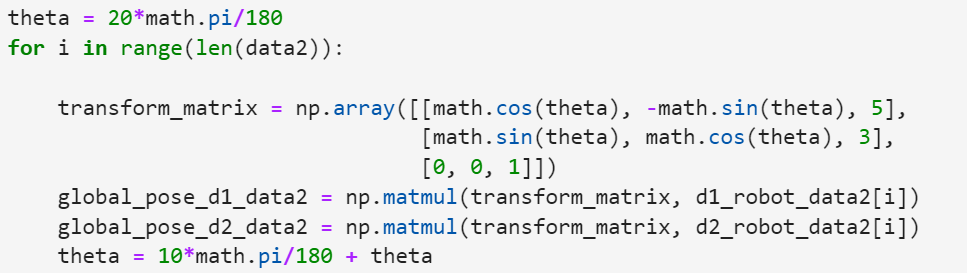 theta = 20*math.pi/180
for i in range(len(data2)):
    transform_matrix = np.array([[math.cos(theta), -math.sin(theta), 5],
                                 [math.sin(theta), math.cos(theta), 3],
                                 [0, 0, 1]])
    global_pose_d1_data2 = np.matmul(transform_matrix, d1_robot_data2[i])
    global_pose_d2_data2 = np.matmul(transform_matrix, d2_robot_data2[i])
    theta = 10*math.pi/180 + theta